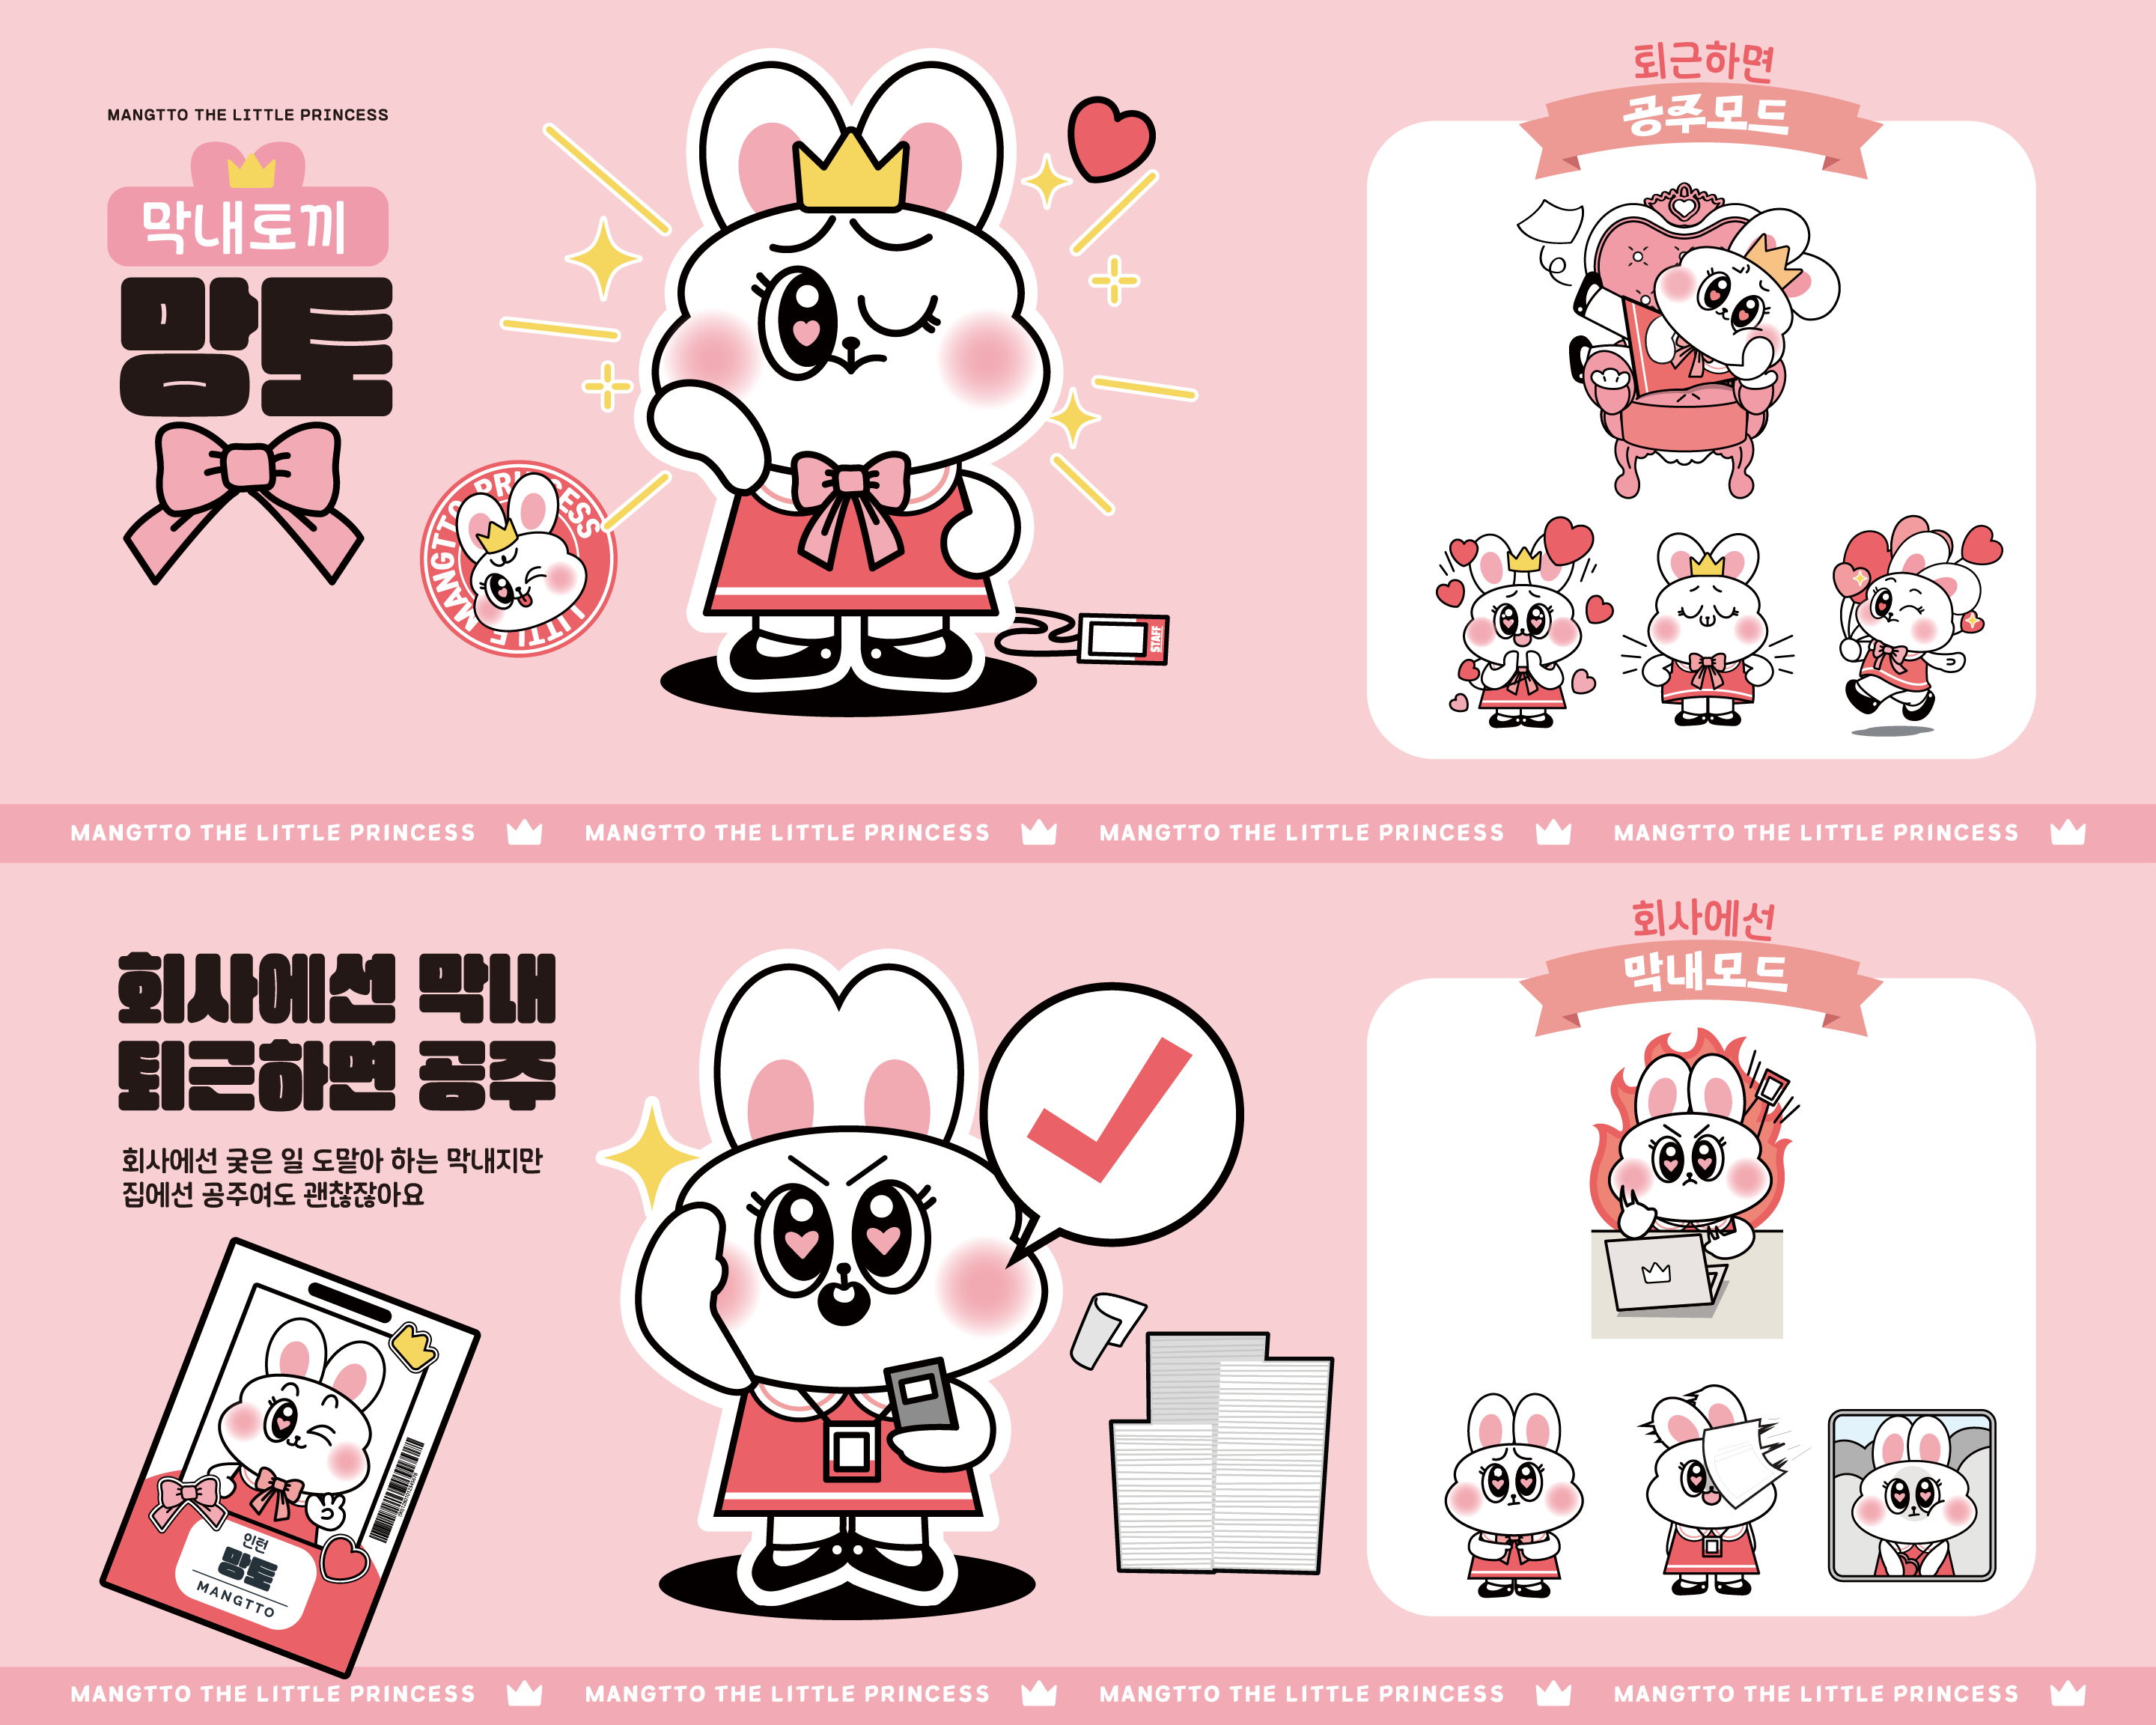 MANGTTO THE LITTLE PRINCESS
막내토끼
망토
LITTLE MANGTTO PRINCESS
STAFF
퇴근하면
공주모드
MANGTTO THE LITTLE PRINCESS MANGTTO THE LITTLE PRINCESS MANGTTO THE LITTLE PRINCESS MANGTTO THE LITTLE PRINCESS
회사에선 막내
퇴근하면 공주
회사에선 궂은 일 도맡아 하는 막내지만
집에선 공주여도 괜찮잖아요
인턴
망토
MANGTTO
회사에선
막내모드
MANGTTO THE LITTLE PRINCESS MANGTTO THE LITTLE PRINCESS MANGTTO THE LITTLE PRINCESS MANGTTO THE LITTLE PRINCESS